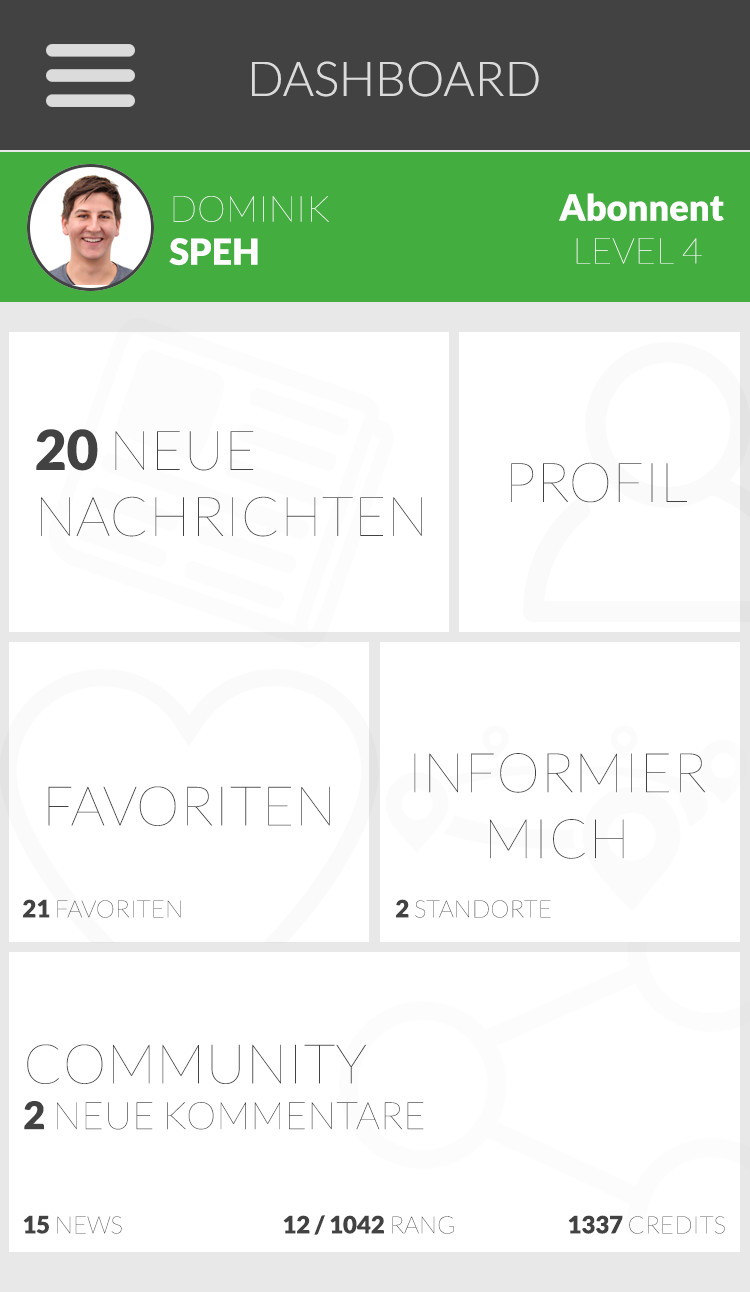 DASHBOARD
DOMINIK
SPEH
Abonnent
LEVEL 4
20 NEUE
NACHRICHTEN
PROFIL
FAVORITEN
21 FAVORITEN
INFORMIER
MICH
2 STANDORTE
COMMUNITY
2 NEUE KOMMENTARE
15 NEWS
12 / 1042 RANG
1337 CREDITS